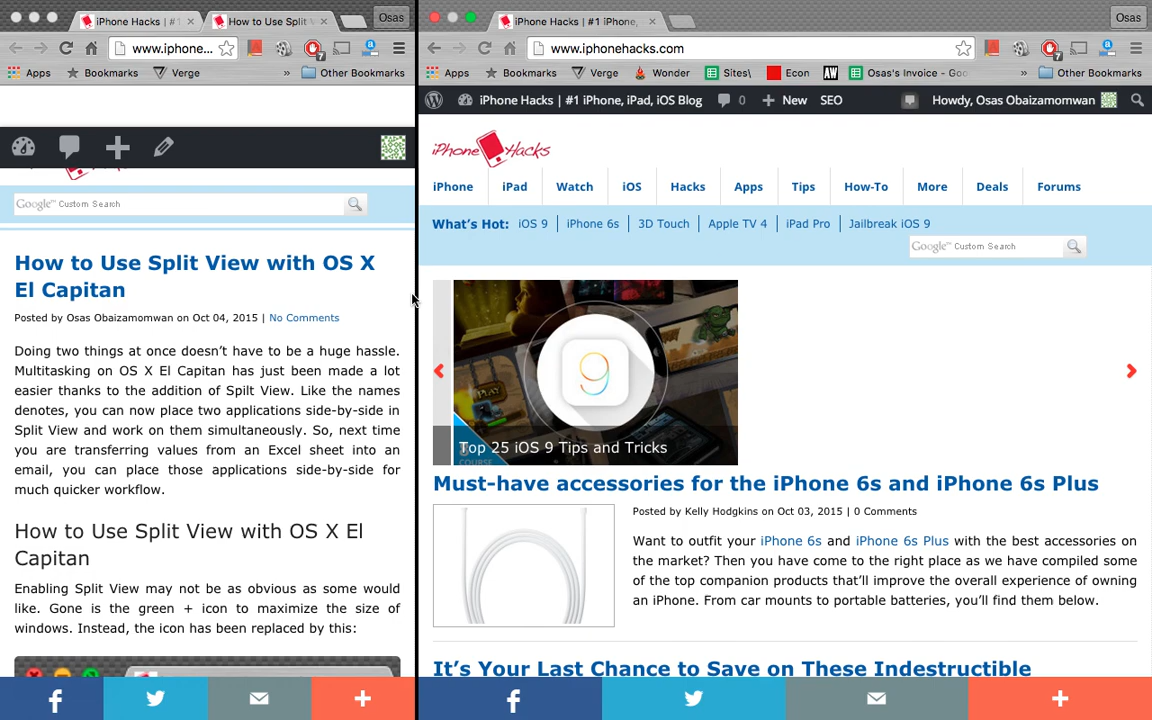 iPhone Hacks | #1
How to Use Split V
Osas
www.iphone...
7
Apps
Bookmarks
Verge
»
Other Bookmarks
iPhone Hacks
Google™ Custom Search
How to Use Split View with OS X
El Capitan
Posted by Osas Obaizamomwan on Oct 04, 2015 | No Comments
Doing two things at once doesn’t have to be a huge hassle.
Multitasking on OS X El Capitan has just been made a lot
easier thanks to the addition of Spilt View. Like the names
denotes, you can now place two applications side-by-side in
Split View and work on them simultaneously. So, next time
you are transferring values from an Excel sheet into an
email, you can place those applications side-by-side for
much quicker workflow.
How to Use Split View with OS X El
Capitan
Enabling Split View may not be as obvious as some would
like. Gone is the green + icon to maximize the size of
windows. Instead, the icon has been replaced by this:
iPhone Hacks | #1 iPhone,
Osas
www.iphonehacks.com
7
Apps
Bookmarks
Verge
Wonder
Sites\
Econ
AW
Osas's Invoice - Goo
»
Other Bookmarks
iPhone Hacks | #1 iPhone, iPad, iOS Blog
0
New
SEO
Howdy, Osas Obaizamomwan
iPhone Hacks
iPhone
iPad
Watch
iOS
Hacks
Apps
Tips
How-To
More
Deals
Forums
What’s Hot:
iOS 9
iPhone 6s
3D Touch
Apple TV 4
iPad Pro
Jailbreak iOS 9
Google™ Custom Search
9
PLAY
COURSE
Top 25 iOS 9 Tips and Tricks
Must-have accessories for the iPhone 6s and iPhone 6s Plus
Posted by Kelly Hodgkins on Oct 03, 2015 | 0 Comments
Want to outfit your iPhone 6s and iPhone 6s Plus with the best accessories on
the market? Then you have come to the right place as we have compiled some
of the top companion products that’ll improve the overall experience of owning
an iPhone. From car mounts to portable batteries, you’ll find them below.
It’s Your Last Chance to Save on These Indestructible